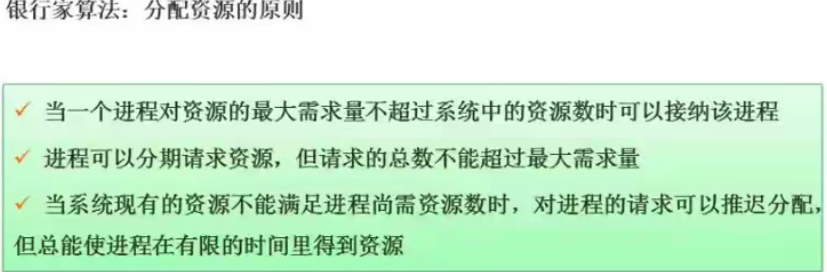 银行家算法：分配资源的原则
✓ 当一个进程对资源的最大需求量不超过系统中的资源数时可以接纳该进程
✓ 进程可以分期请求资源，但请求的总数不能超过最大需求量
✓ 当系统现有的资源不能满足进程尚需资源数时，对进程的请求可以推迟分配，
但总能使进程在有限的时间里得到资源